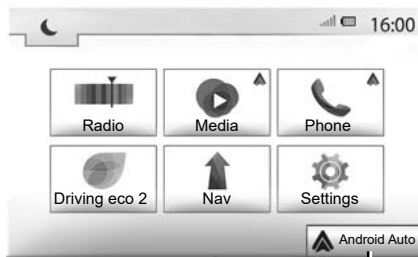 16:00
Radio
Media
Phone
Driving eco 2
Nav
Settings
Android Auto